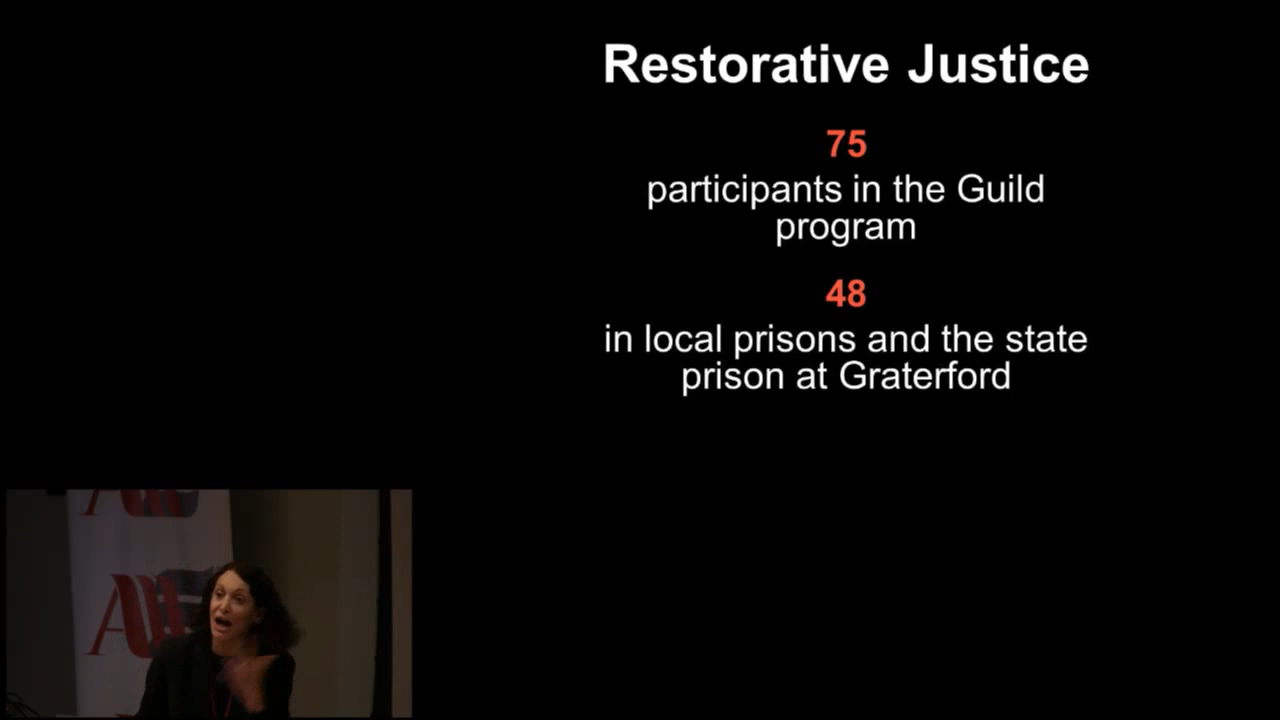 Restorative Justice
75
participants in the Guild
program
48
in local prisons and the state
prison at Graterford